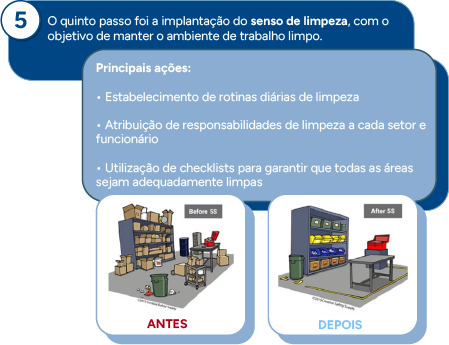 5
O quinto passo foi a implantação do senso de limpeza, com o
objetivo de manter o ambiente de trabalho limpo.
Principais ações:
• Estabelecimento de rotinas diárias de limpeza
• Atribuição de responsabilidades de limpeza a cada setor e
funcionário
• Utilização de checklists para garantir que todas as áreas
sejam adequadamente limpas
Before 5S
After 5S
ANTES
DEPOIS